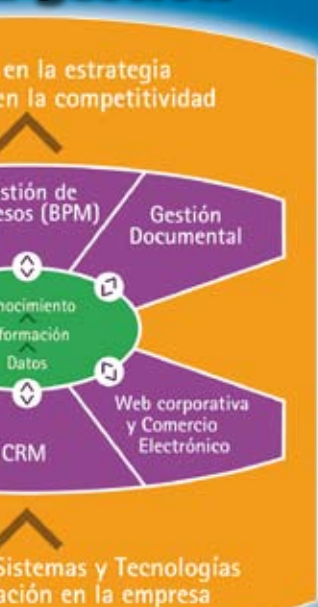 en la estrategia
en la competitividad
stión de
esos (BPM)
Gestión
Documental
nocimiento
formación
Datos
Web corporativa
y Comercio
Electrónico
CRM
Sistemas y Tecnologías
ación en la empresa